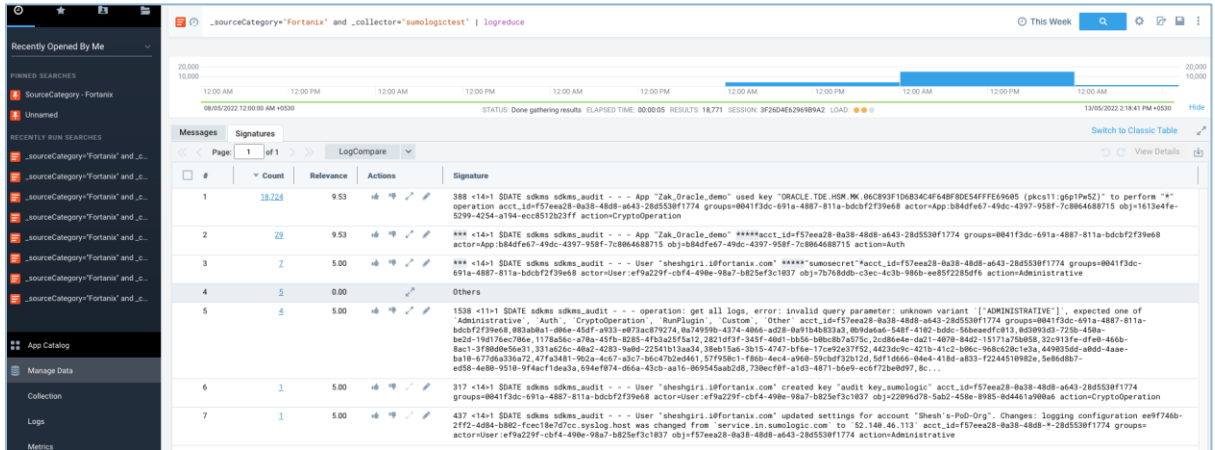 _sourceCategory="Fortanix" and _collector="sumologictest" | logreduce
This Week
Recently Opened By Me
PINNED SEARCHES
SourceCategory - Fortanix
Unnamed
RECENTLY RUN SEARCHES
_sourceCategory="Fortanix" and _c...
_sourceCategory="Fortanix" and _c...
_sourceCategory="Fortanix" and _c...
_sourceCategory="Fortanix" and _c...
_sourceCategory="Fortanix" and _c...
_sourceCategory="Fortanix" and _c...
_sourceCategory="Fortanix" and _c...
_sourceCategory="Fortanix" and _c...
App Catalog
Manage Data
Collection
Logs
Metrics
20,000
10,000
20,000
10,000
12:00 AM 12:00 PM 12:00 AM 12:00 PM 12:00 AM 12:00 PM 12:00 AM 12:00 PM 12:00 AM 12:00 PM 12:00 AM
08/05/2022 12:00:00 AM +0530
STATUS: Done gathering results ELAPSED TIME: 00:00:05 RESULTS: 18,771 SESSION: 3F26D4E62969B9A2 LOAD:
13/05/2022 2:18:41 PM +0530
Hide
Messages Signatures
Switch to Classic Table
Page: 1 of 1 LogCompare View Details
# Count Relevance Actions Signature
1 18,724 9.53 388 <14>1 $DATE sdkms sdkms_audit - - - App "Zak_Oracle_demo" used key "ORACLE.TDE.HSM.MK.06C893F1D6B34C4F64BF8DE54FFFE69605 (pkcs11:g6p1Pw5Z)" to perform "*"
operation acct_id=f57eea28-0a38-48d8-a643-28d5530f1774 groups=0041f3dc-691a-4887-811a-bdcbf2f39e68 actor=App:b84dfe67-49dc-4397-958f-7c8064688715 obj=1613e4fe-
5299-4254-a194-ecc8512b23ff action=CryptoOperation
2 29 9.53 *** <14>1 $DATE sdkms sdkms_audit - - - App "Zak_Oracle_demo" *****acct_id=f57eea28-0a38-48d8-a643-28d5530f1774 groups=0041f3dc-691a-4887-811a-bdcbf2f39e68
actor=App:b84dfe67-49dc-4397-958f-7c8064688715 obj=b84dfe67-49dc-4397-958f-7c8064688715 action=Auth
3 7 5.00 *** <14>1 $DATE sdkms sdkms_audit - - - User "sheshgiri.i@fortanix.com" *****"sumosecret"*acct_id=f57eea28-0a38-48d8-a643-28d5530f1774 groups=0041f3dc-
691a-4887-811a-bdcbf2f39e68 actor=User:ef9a229f-cbf4-490e-98a7-b825ef3c1037 obj=7b768ddb-c3ec-4c3b-986b-ee85f2285df6 action=Administrative
4 5 0.00 Others
5 4 5.00 1538 <11>1 $DATE sdkms sdkms_audit - - - operation: get all logs, error: invalid query parameter: unknown variant `["ADMINISTRATIVE"]`, expected one of
`Administrative`, `Auth`, `CryptoOperation`, `RunPlugin`, `Custom`, `Other` acct_id=f57eea28-0a38-48d8-a643-28d5530f1774 groups=0041f3dc-691a-4887-811a-
6 1 5.00 317 <14>1 $DATE sdkms sdkms_audit - - - User "sheshgiri.i@fortanix.com" created key "audit key_sumologic" acct_id=f57eea28-0a38-48d8-a643-28d5530f1774
groups=0041f3dc-691a-4887-811a-bdcbf2f39e68 actor=User:ef9a229f-cbf4-490e-98a7-b825ef3c1037 obj=22096d78-5ab2-458e-8985-0d4461a900a6 action=CryptoOperation
7 1 5.00 437 <14>1 $DATE sdkms sdkms_audit - - - User "sheshgiri.i@fortanix.com" updated settings for account "Shesh's-PoD-Org". Changes: logging configuration ee9f746b-
2ff2-4d84-b802-fcec18e7d7cc.syslog.host was changed from `service.in.sumologic.com` to `52.140.46.113` acct_id=f57eea28-0a38-48d8-*-28d5530f1774 groups=
actor=User:ef9a229f-cbf4-490e-98a7-b825ef3c1037 obj=f57eea28-0a38-48d8-a643-28d5530f1774 action=Administrative